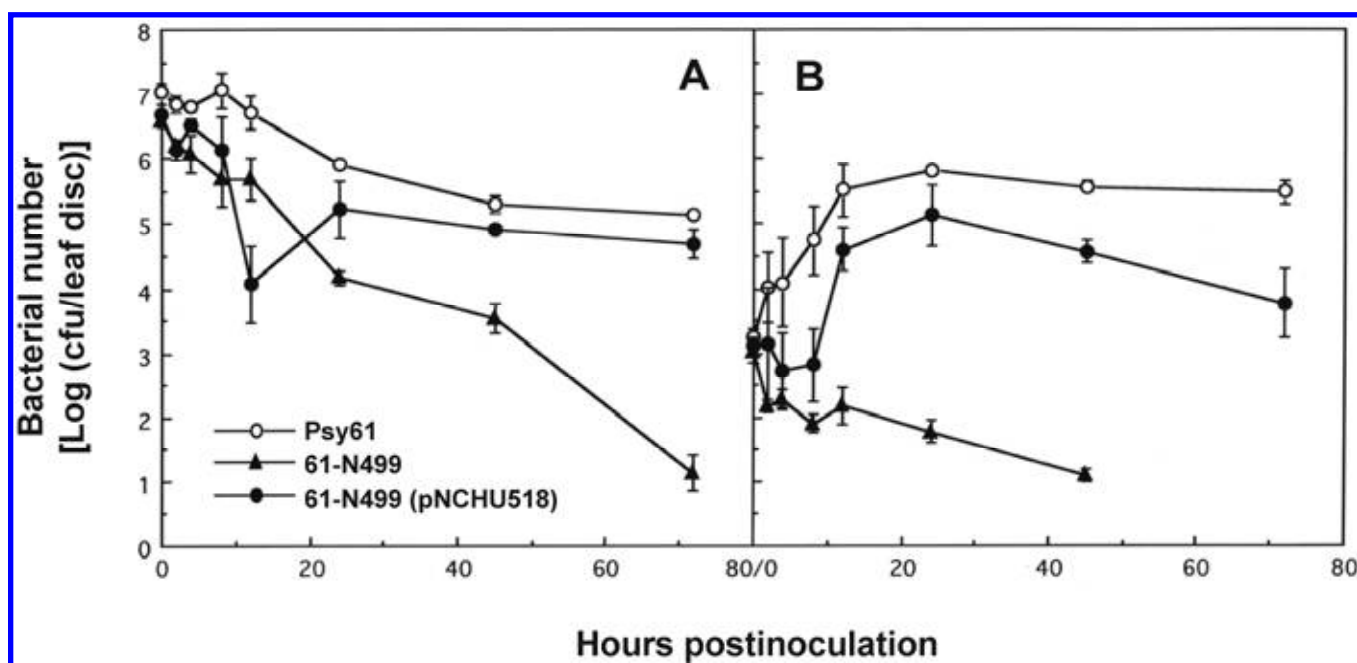 8
7
6
5
4
3
2
1
0
Bacterial number
[Log (cfu/leaf disc)]
A
B
Psy61
61-N499
61-N499 (pNCHU518)
0 20 40 60 80/0 20 40 60 80
Hours postinoculation